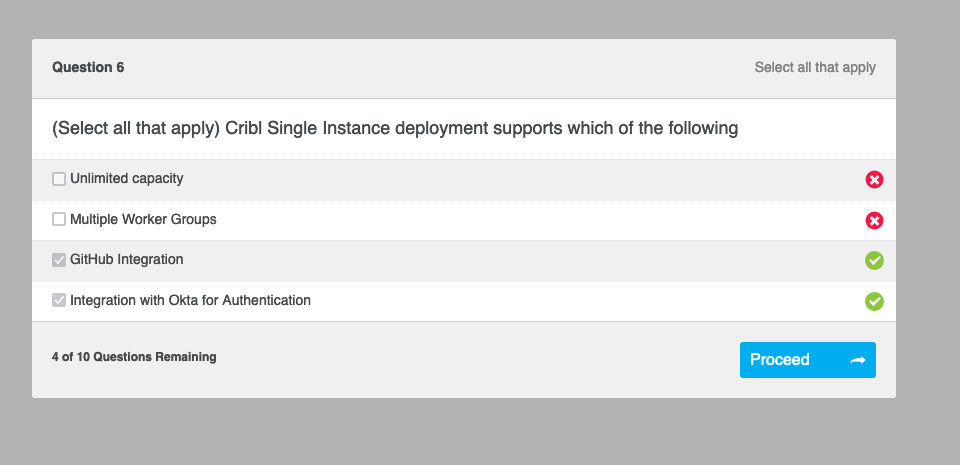 Question 6
Select all that apply
(Select all that apply) Cribl Single Instance deployment supports which of the following
Unlimited capacity
Multiple Worker Groups
GitHub Integration
Integration with Okta for Authentication
4 of 10 Questions Remaining
Proceed